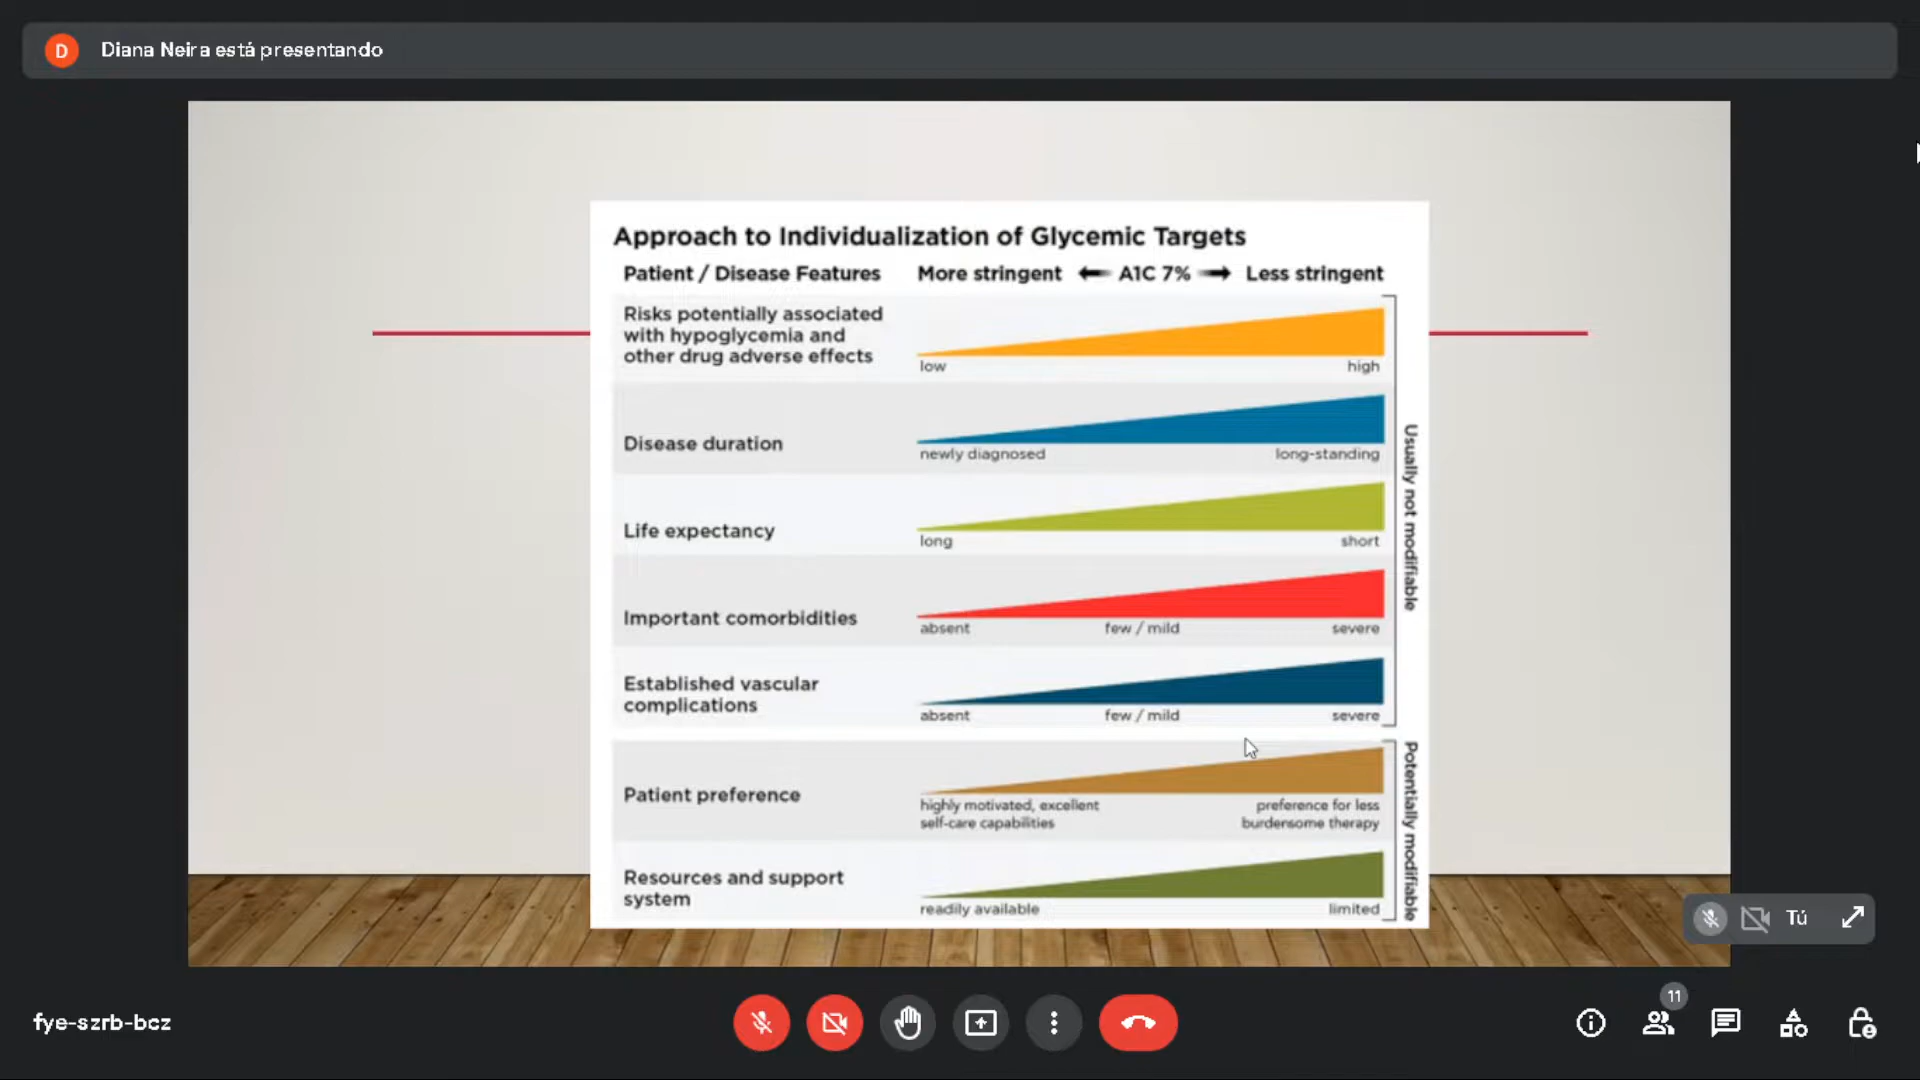 D Diana Neira está presentando
Approach to Individualization of Glycemic Targets
Patient / Disease Features More stringent A1C 7% Less stringent
Risks potentially associated
with hypoglycemia and
other drug adverse effects
low high
Disease duration
newly diagnosed long-standing
Life expectancy
long short
Important comorbidities
absent few / mild severe
Established vascular
complications
absent few / mild severe
Usually not modifiable
Patient preference
highly motivated, excellent
self-care capabilities
preference for less
burdensome therapy
Resources and support
system
readily available limited
Potentially modifiable
Tú
fye-szrb-bcz
11